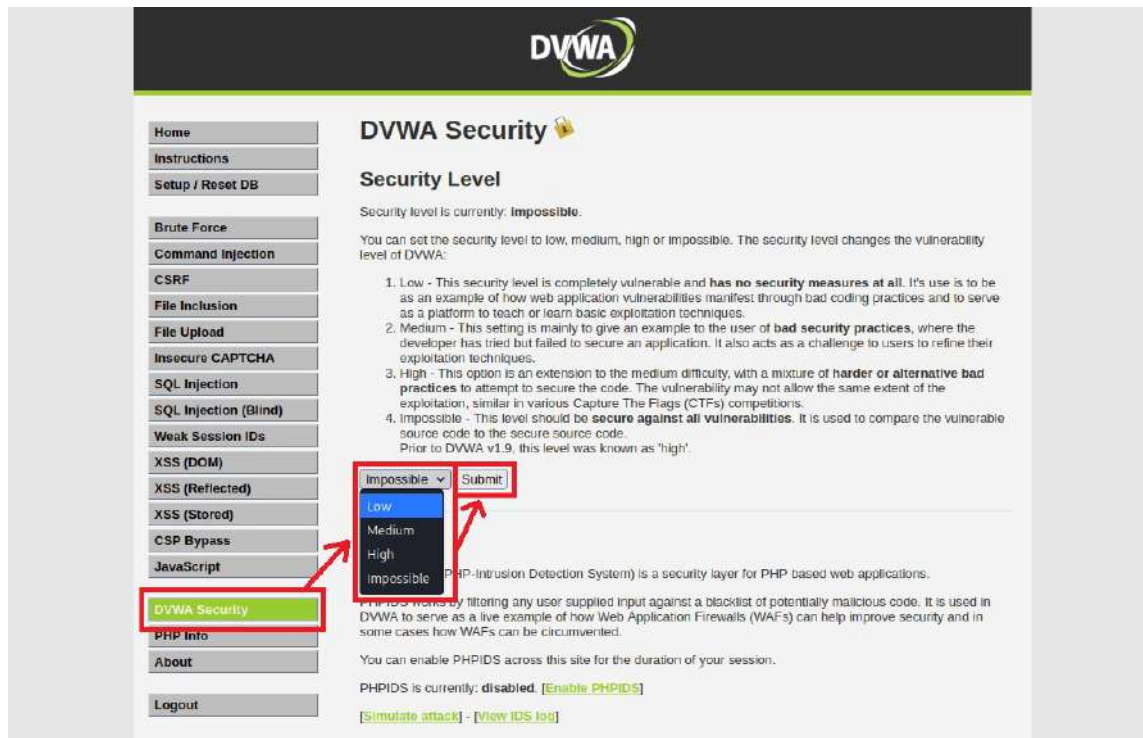 DVWA
Home
Instructions
Setup / Reset DB
Brute Force
Command Injection
CSRF
File Inclusion
File Upload
Insecure CAPTCHA
SQL Injection
SQL Injection (Blind)
Weak Session IDs
XSS (DOM)
XSS (Reflected)
XSS (Stored)
CSP Bypass
JavaScript
DVWA Security
PHP Info
About
Logout
DVWA Security
Security Level
Security level is currently: impossible.
You can set the security level to low, medium, high or impossible. The security level changes the vulnerability
level of DVWA:
1. Low - This security level is completely vulnerable and has no security measures at all. It's use is to be
as an example of how web application vulnerabilities manifest through bad coding practices and to serve
as a platform to teach or learn basic exploitation techniques.
2. Medium - This setting is mainly to give an example to the user of bad security practices, where the
developer has tried but failed to secure an application. It also acts as a challenge to users to refine their
exploitation techniques.
3. High - This option is an extension to the medium difficulty, with a mixture of harder or alternative bad
practices to attempt to secure the code. The vulnerability may not allow the same extent of the
exploitation, similar in various Capture The Flags (CTFs) competitions.
4. Impossible - This level should be secure against all vulnerabilities. It is used to compare the vulnerable
source code to the secure source code.
Prior to DVWA v1.9, this level was known as 'high'.
Impossible Submit
Low
Medium
High
Impossible
PHP-Intrusion Detection System) is a security layer for PHP based web applications.
PHPIDS works by filtering any user supplied input against a blacklist of potentially malicious code. It is used in
DVWA to serve as a live example of how Web Application Firewalls (WAFs) can help improve security and in
some cases how WAFs can be circumvented.
You can enable PHPIDS across this site for the duration of your session.
PHPIDS is currently: disabled. [Enable PHPIDS]
[Simulate attack] - [View IDS log]